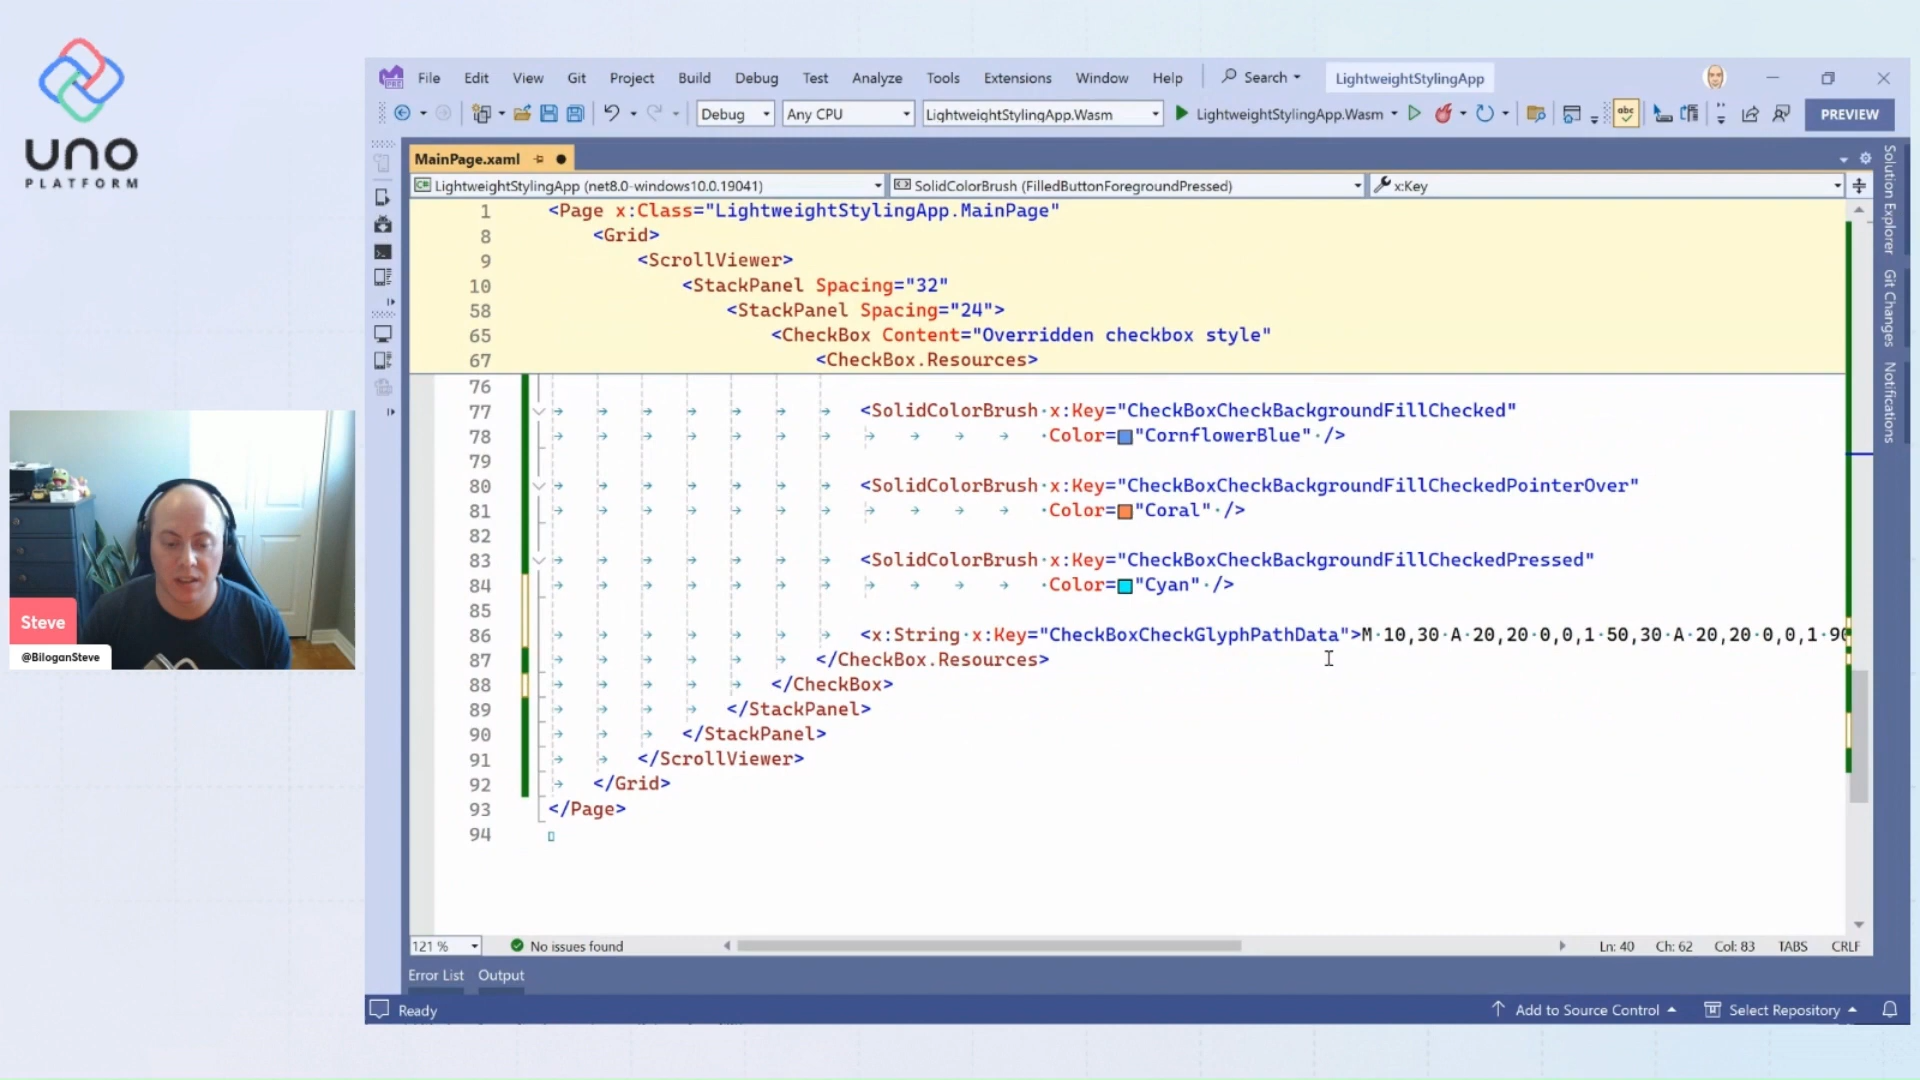 UNO
PLATFORM
File Edit View Git Project Build Debug Test Analyze Tools Extensions Window Help Search LightweightStylingApp
Debug Any CPU LightweightStylingApp.Wasm LightweightStylingApp.Wasm abc PREVIEW
MainPage.xaml
LightweightStylingApp (net8.0-windows10.0.19041) SolidColorBrush (FilledButtonForegroundPressed) x:Key
1 <Page x:Class="LightweightStylingApp.MainPage"
8 <Grid>
9 <ScrollViewer>
10 <StackPanel Spacing="32"
58 <StackPanel Spacing="24">
65 <CheckBox Content="Overridden checkbox style"
67 <CheckBox.Resources>
76
77 <SolidColorBrush x:Key="CheckBoxCheckBackgroundFillChecked"
78 Color="CornflowerBlue" />
79
80 <SolidColorBrush x:Key="CheckBoxCheckBackgroundFillCheckedPointerOver"
81 Color="Coral" />
82
83 <SolidColorBrush x:Key="CheckBoxCheckBackgroundFillCheckedPressed"
84 Color="Cyan" />
85
86 <x:String x:Key="CheckBoxCheckGlyphPathData">M 10,30 A 20,20 0,0,1 50,30 A 20,20 0,0,1 90
87 </CheckBox.Resources>
88 </CheckBox>
89 </StackPanel>
90 </StackPanel>
91 </ScrollViewer>
92 </Grid>
93 </Page>
94
121 % No issues found Ln: 40 Ch: 62 Col: 83 TABS CRLF
Error List Output
Ready Add to Source Control Select Repository
Solution Explorer
Git Changes
Notifications
Steve
@BiloganSteve